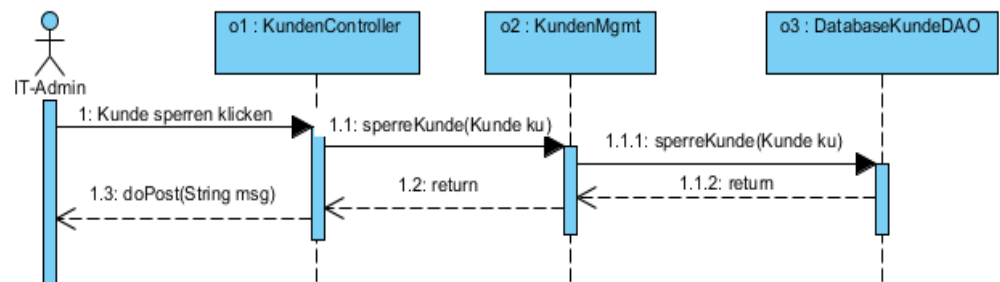 o1 : KundenController
o2 : KundenMgmt
o3 : DatabaseKundeDAO
IT-Admin
1: Kunde sperren klicken
1.1: sperreKunde(Kunde ku)
1.1.1: sperreKunde(Kunde ku)
1.1.2: return
1.2: return
1.3: doPost(String msg)